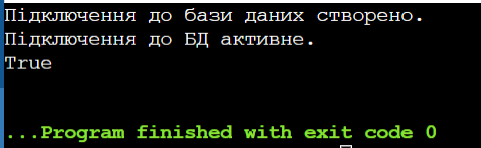 Підключення до бази даних створено.
Підключення до БД активне.
True
...Program finished with exit code 0